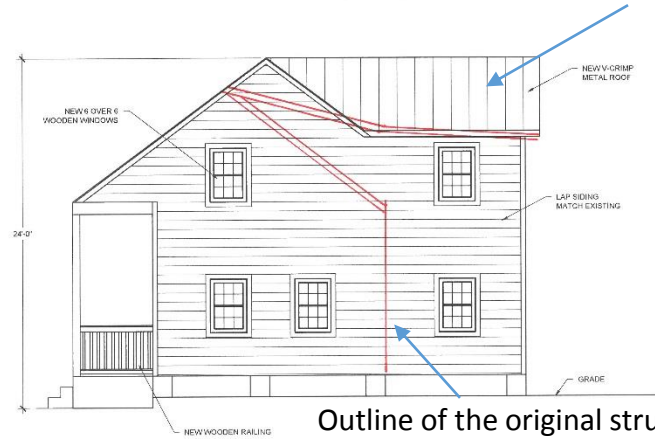 NEW V-CRIMP
METAL ROOF
NEW 6 OVER 6
WOODEN WINDOWS
LAP SIDING
MATCH EXISTING
24'-0"
GRADE
Outline of the original stru
NEW WOODEN RAILING